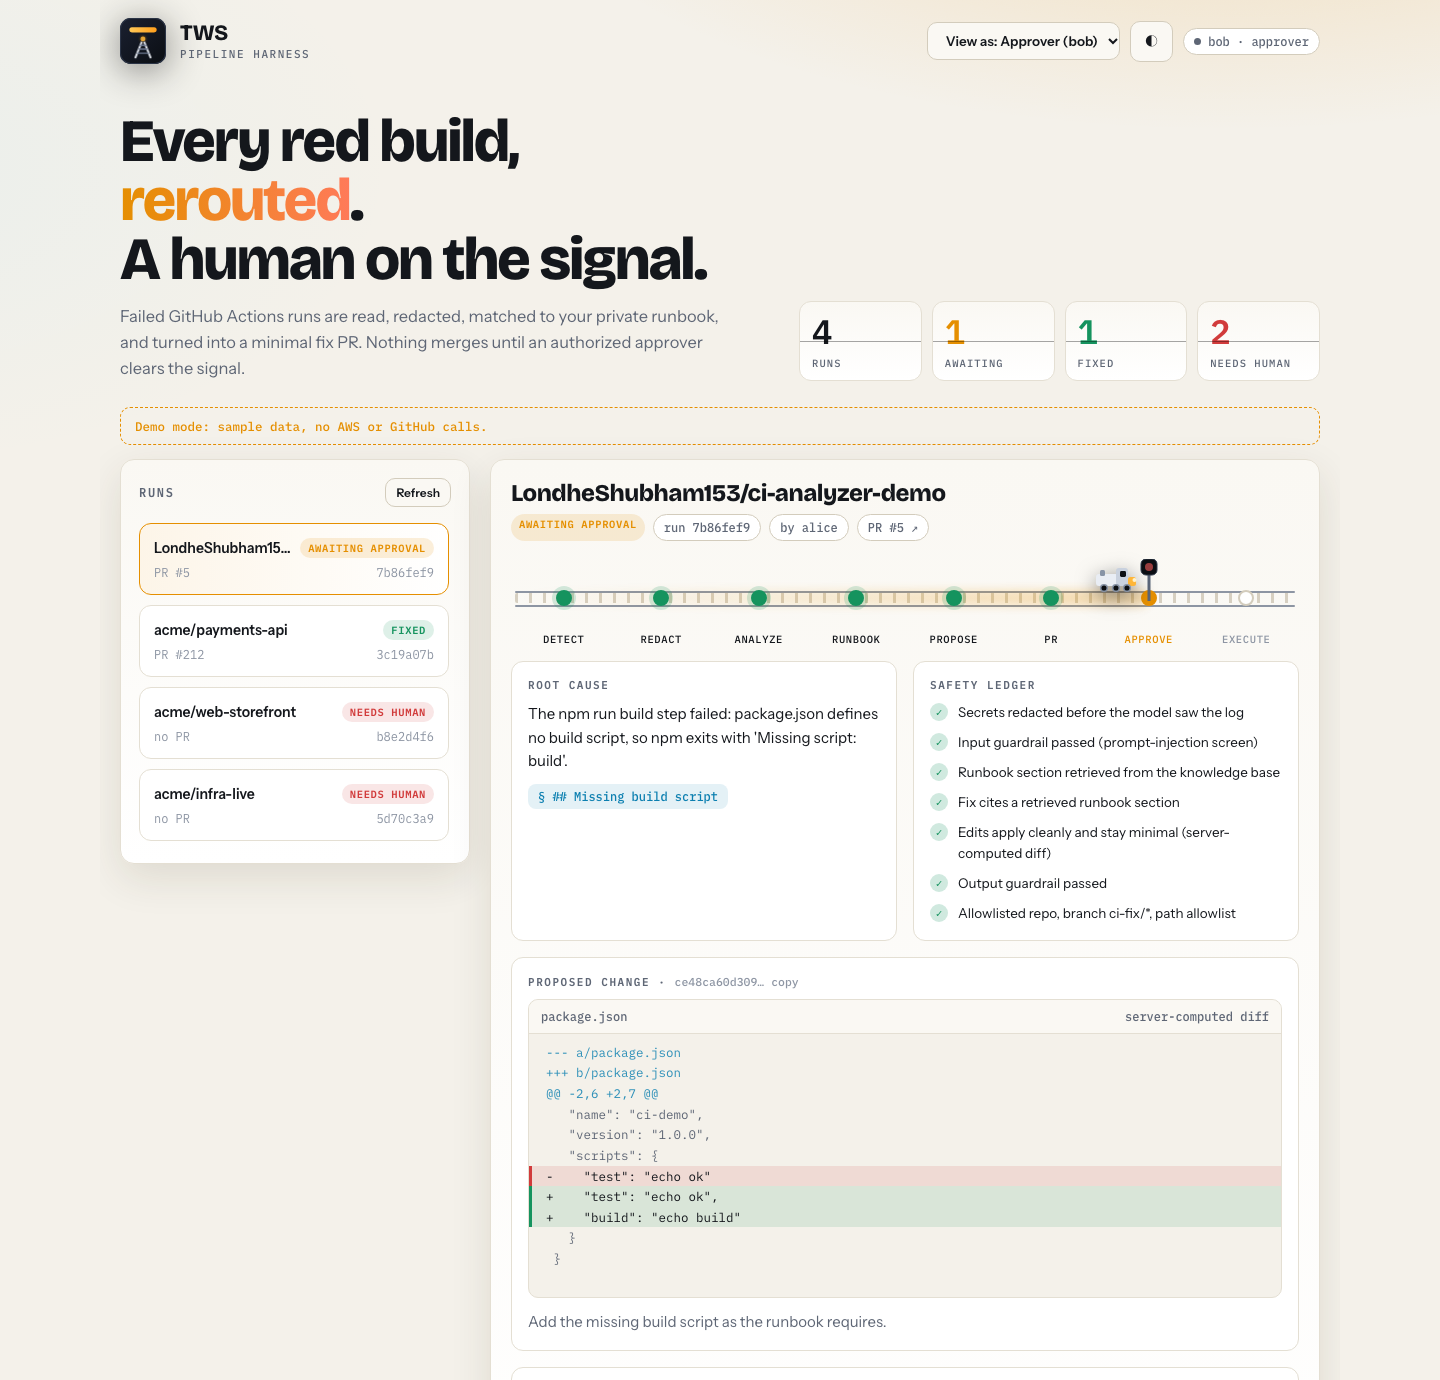 TWS
PIPELINE HARNESS
View as: Approver (bob)
bob · approver
Every red build,
rerouted.
A human on the signal.
Failed GitHub Actions runs are read, redacted, matched to your private runbook,
and turned into a minimal fix PR. Nothing merges until an authorized approver
clears the signal.
4
RUNS
1
AWAITING
1
FIXED
2
NEEDS HUMAN
Demo mode: sample data, no AWS or GitHub calls.
RUNS
Refresh
LondheShubham15... AWAITING APPROVAL
PR #5 7b86fef9
acme/payments-api FIXED
PR #212 3c19a07b
acme/web-storefront NEEDS HUMAN
no PR b8e2d4f6
acme/infra-live NEEDS HUMAN
no PR 5d70c3a9
LondheShubham153/ci-analyzer-demo
AWAITING APPROVAL run 7b86fef9 by alice PR #5 ↗
DETECT REDACT ANALYZE RUNBOOK PROPOSE PR APPROVE EXECUTE
ROOT CAUSE
The npm run build step failed: package.json defines
no build script, so npm exits with 'Missing script:
build'.
§ ## Missing build script
SAFETY LEDGER
✓ Secrets redacted before the model saw the log
✓ Input guardrail passed (prompt-injection screen)
✓ Runbook section retrieved from the knowledge base
✓ Fix cites a retrieved runbook section
✓ Edits apply cleanly and stay minimal (server-
computed diff)
✓ Output guardrail passed
✓ Allowlisted repo, branch ci-fix/*, path allowlist
PROPOSED CHANGE · ce48ca60d309… copy
package.json server-computed diff
--- a/package.json
+++ b/package.json
@@ -2,6 +2,7 @@
"name": "ci-demo",
"version": "1.0.0",
"scripts": {
- "test": "echo ok"
+ "test": "echo ok",
+ "build": "echo build"
}
}
Add the missing build script as the runbook requires.